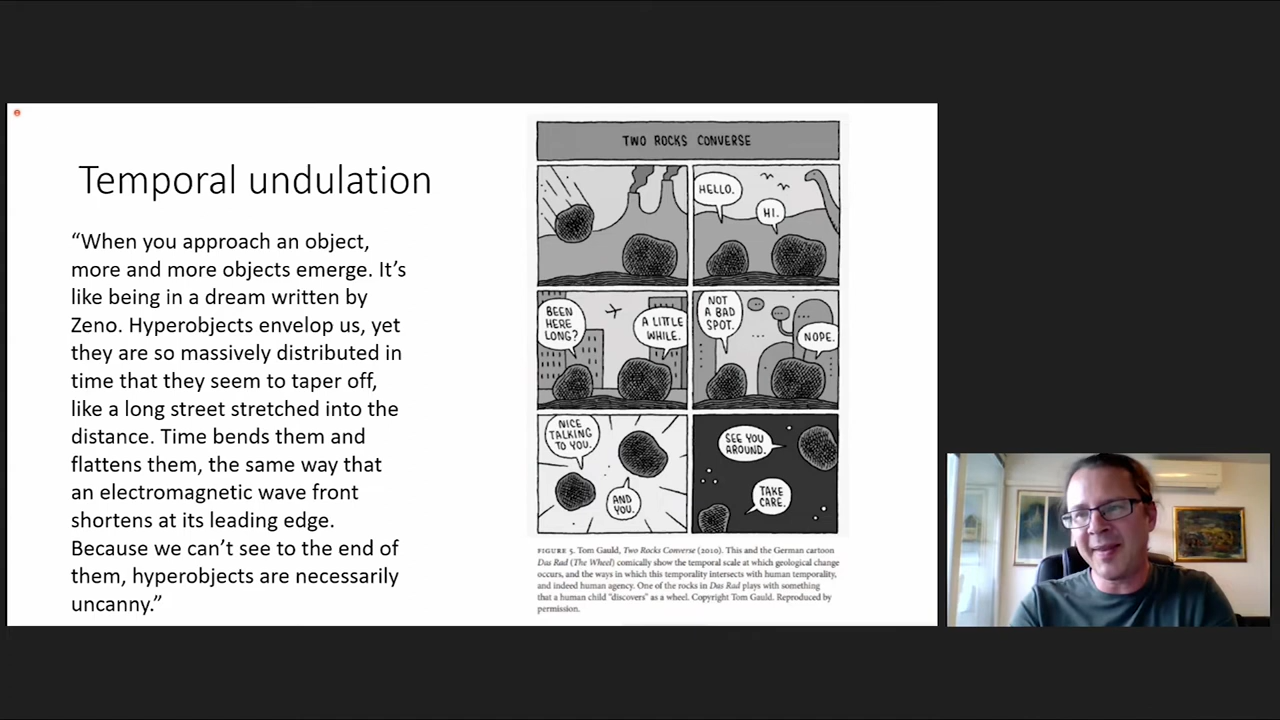 Temporal undulation
“When you approach an object,
more and more objects emerge. It’s
like being in a dream written by
Zeno. Hyperobjects envelop us, yet
they are so massively distributed in
time that they seem to taper off,
like a long street stretched into the
distance. Time bends them and
flattens them, the same way that
an electromagnetic wave front
shortens at its leading edge.
Because we can’t see to the end of
them, hyperobjects are necessarily
uncanny.”
TWO ROCKS CONVERSE
HELLO.
HI.
BEEN
HERE
LONG?
A LITTLE
WHILE.
NOT
A BAD
SPOT.
NOPE.
NICE
TALKING
TO YOU.
AND
YOU.
SEE YOU
AROUND.
TAKE
CARE.
FIGURE 5. Tom Gauld, Two Rocks Converse (2010). This and the German cartoon
Das Rad (The Wheel) comically show the temporal scale at which geological change
occurs, and the ways in which this temporality intersects with human temporality,
and indeed human agency. One of the rocks in Das Rad plays with something
that a human child “discovers” as a wheel. Copyright Tom Gauld. Reproduced by
permission.